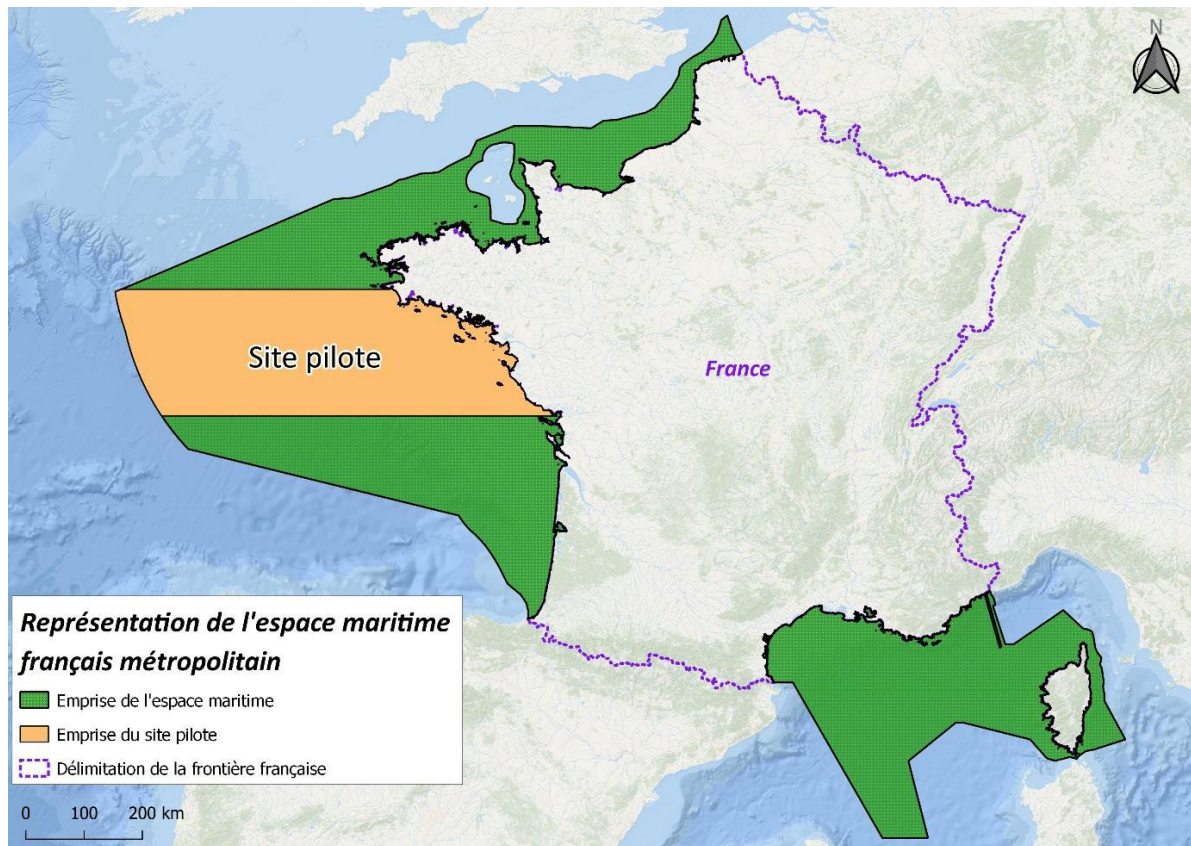 N
Site pilote
France
Représentation de l'espace maritime
français métropolitain
Emprise de l'espace maritime
Emprise du site pilote
Délimitation de la frontière française
0 100 200 km